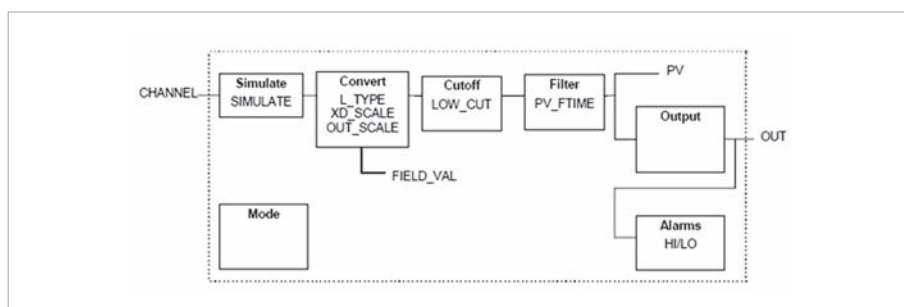 CHANNEL
Simulate
SIMULATE
Convert
L_TYPE
XD_SCALE
OUT_SCALE
FIELD_VAL
Cutoff
LOW_CUT
Filter
PV_FTIME
PV
Output
OUT
Mode
Alarms
HI/LO